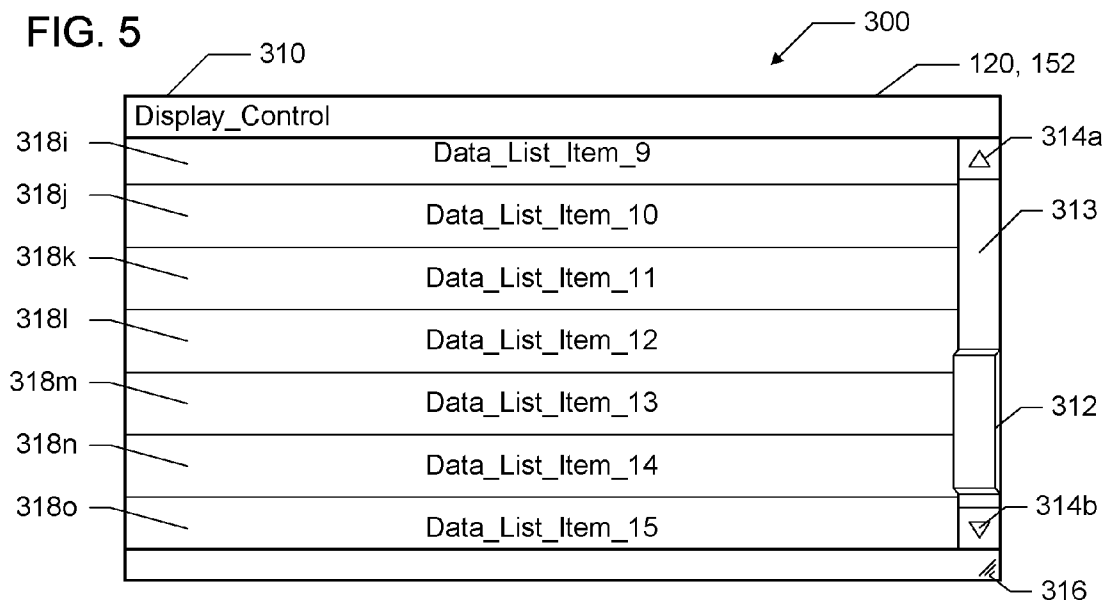 FIG. 5
300
310
120, 152
Display_Control
318i
Data_List_Item_9
314a
318j
Data_List_Item_10
313
318k
Data_List_Item_11
318l
Data_List_Item_12
318m
Data_List_Item_13
312
318n
Data_List_Item_14
318o
Data_List_Item_15
314b
316